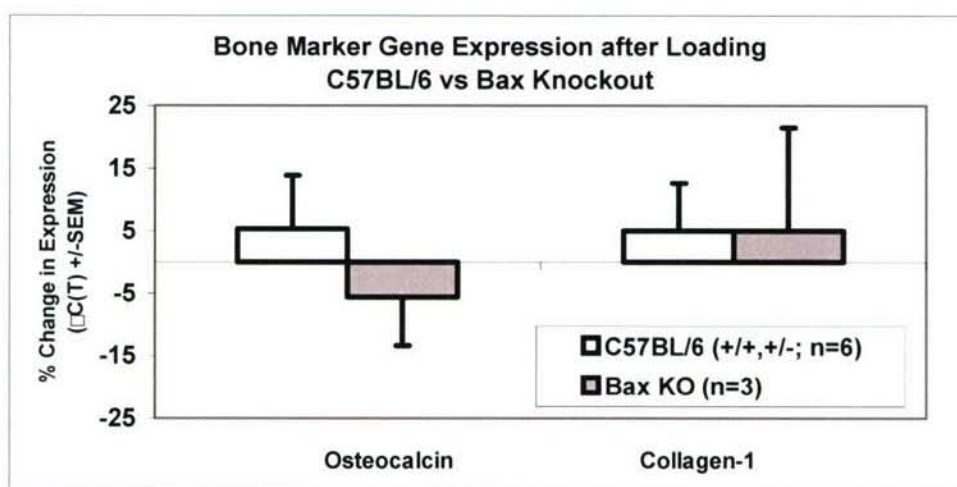 Bone Marker Gene Expression after Loading
C57BL/6 vs Bax Knockout
% Change in Expression
(□C(T) +/-SEM)
25
15
5
-5
-15
-25
C57BL/6 (+/+,+/-; n=6)
Bax KO (n=3)
Osteocalcin
Collagen-1